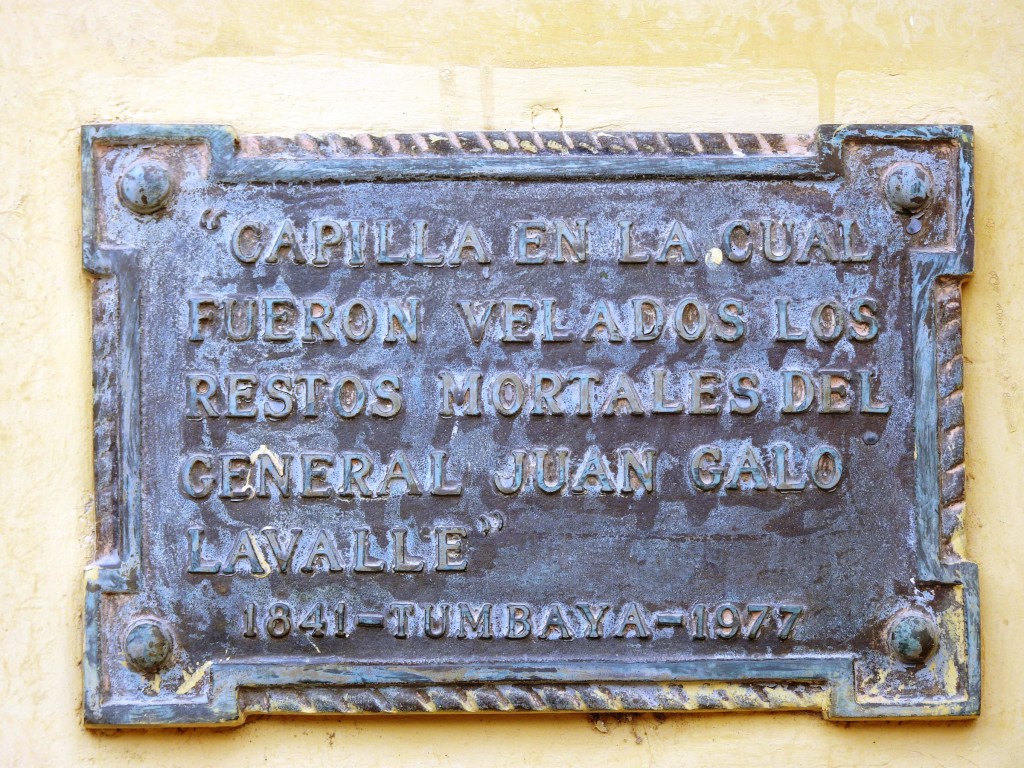 “CAPILLA EN LA CUAL
FUERON VELADOS LOS
RESTOS MORTALES DEL
GENERAL JUAN GALO
LAVALLE”
1841-TUMBAYA-1977